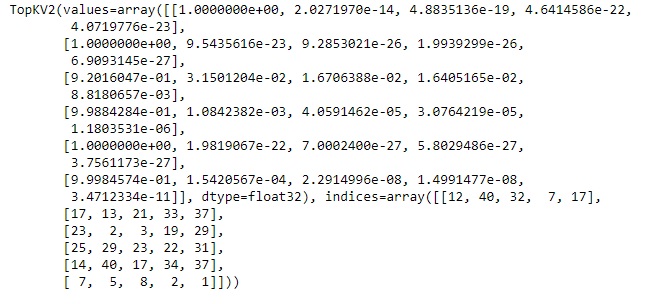 TopKV2(values=array([[1.0000000e+00, 2.0271970e-14, 4.8835136e-19, 4.6414586e-22,
4.0719776e-23],
[1.0000000e+00, 9.5435616e-23, 9.2853021e-26, 1.9939299e-26,
6.9093145e-27],
[9.2016047e-01, 3.1501204e-02, 1.6706388e-02, 1.6405165e-02,
8.8180657e-03],
[9.9884284e-01, 1.0842382e-03, 4.0591462e-05, 3.0764219e-05,
1.1803531e-06],
[1.0000000e+00, 1.9819067e-22, 7.0002400e-27, 5.8029486e-27,
3.7561173e-27],
[9.9984574e-01, 1.5420567e-04, 2.2914996e-08, 1.4991477e-08,
3.4712334e-11]], dtype=float32), indices=array([[12, 40, 32,  7, 17],
[17, 13, 21, 33, 37],
[23,  2,  3, 19, 29],
[25, 29, 23, 22, 31],
[14, 40, 17, 34, 37],
[ 7,  5,  8,  2,  1]]))